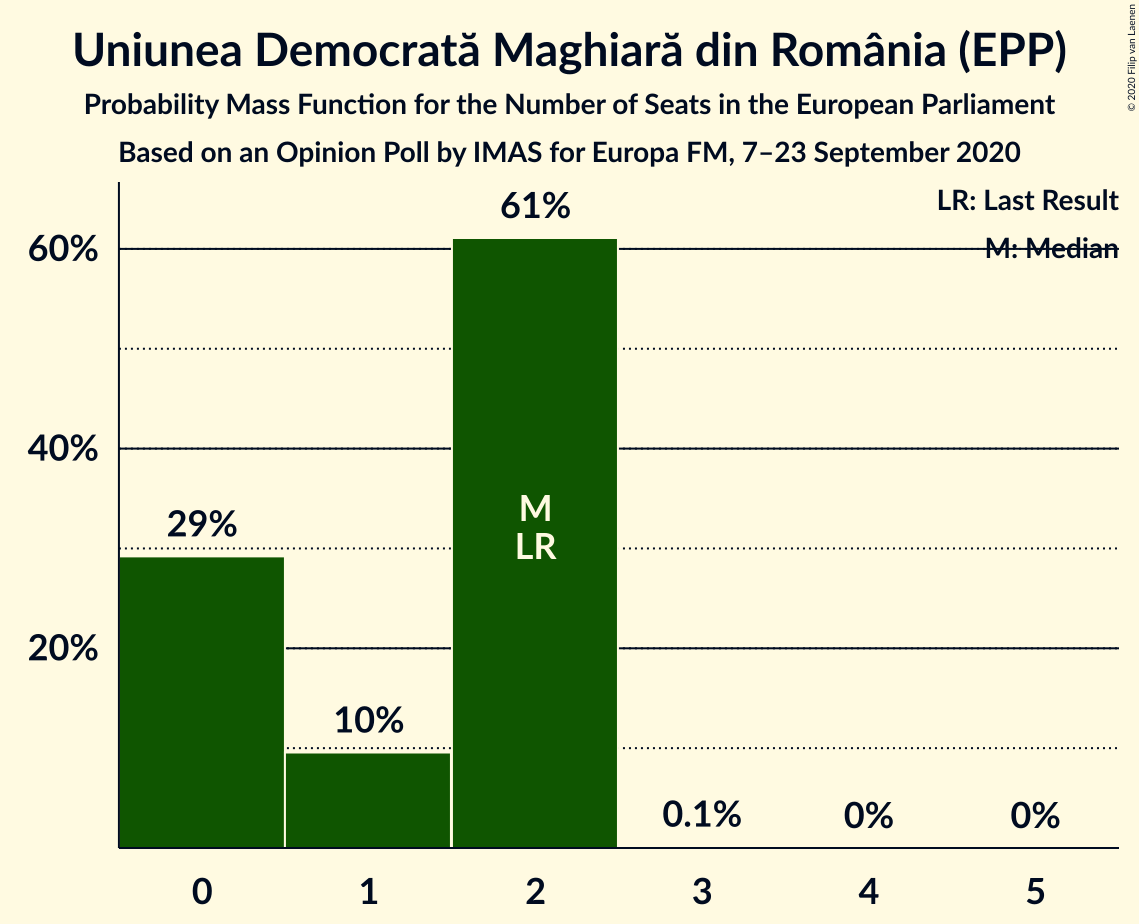 Uniunea Democrată Maghiară din România (EPP)
Probability Mass Function for the Number of Seats in the European Parliament
Based on an Opinion Poll by IMAS for Europa FM, 7–23 September 2020
© 2020 Filip van Laenen
LR: Last Result
M: Median
60%
40%
20%
29%
10%
61%
M
LR
0.1%
0%
0%
0
1
2
3
4
5